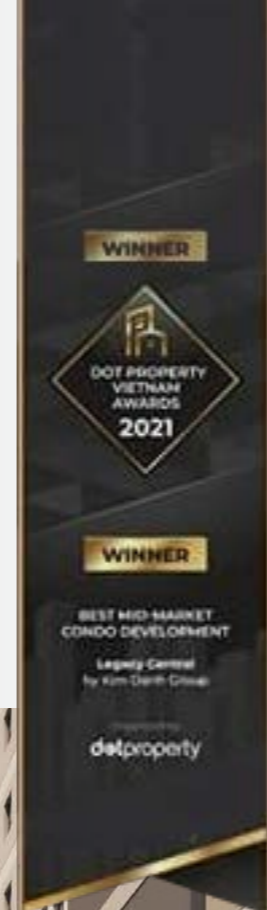 WINNER
DOT PROPERTY
VIETNAM
AWARDS
2021
WINNER
BEST MID-MARKET
CONDO DEVELOPMENT
Legacy Central
by Kim Oanh Group
dotproperty